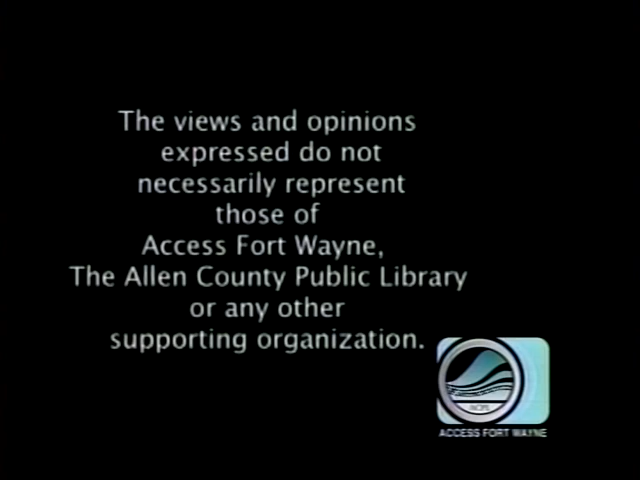 The views and opinions
expressed do not
necessarily represent
those of
Access Fort Wayne,
The Allen County Public Library
or any other
supporting organization.
ACPL
ACCESS FORT WAYNE